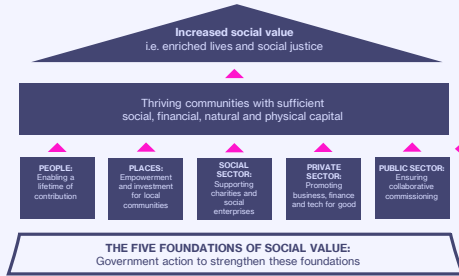 Increased social value
i.e. enriched lives and social justice
Thriving communities with sufficient
social, financial, natural and physical capital
PEOPLE:
Enabling a
lifetime of
contribution
PLACES:
Empowerment
and investment
for local
communities
SOCIAL
SECTOR:
Supporting
charities and
social
enterprises
PRIVATE
SECTOR:
Promoting
business, finance
and tech for good
PUBLIC SECTOR:
Ensuring
collaborative
commissioning
THE FIVE FOUNDATIONS OF SOCIAL VALUE:
Government action to strengthen these foundations